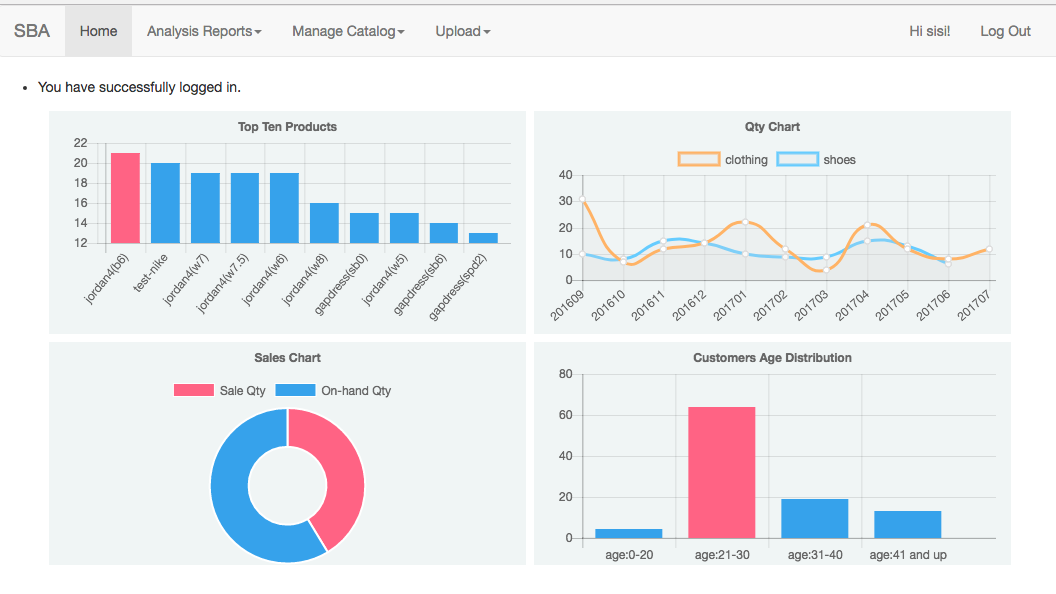 SBA Home Analysis Reports Manage Catalog Upload Hi sisi! Log Out
You have successfully logged in.
Top Ten Products
22
20
18
16
14
12
jordan4(b6) test-nike jordan4(w7) jordan4(w7.5) jordan4(w6) jordan4(w8) gapdress(sb0) jordan4(w5) gapdress(sb6) gapdress(spd2)
Qty Chart
clothing shoes
40
30
20
10
0
201609 201610 201611 201612 201701 201702 201703 201704 201705 201706 201707
Sales Chart
Sale Qty On-hand Qty
Customers Age Distribution
80
60
40
20
0
age:0-20 age:21-30 age:31-40 age:41 and up